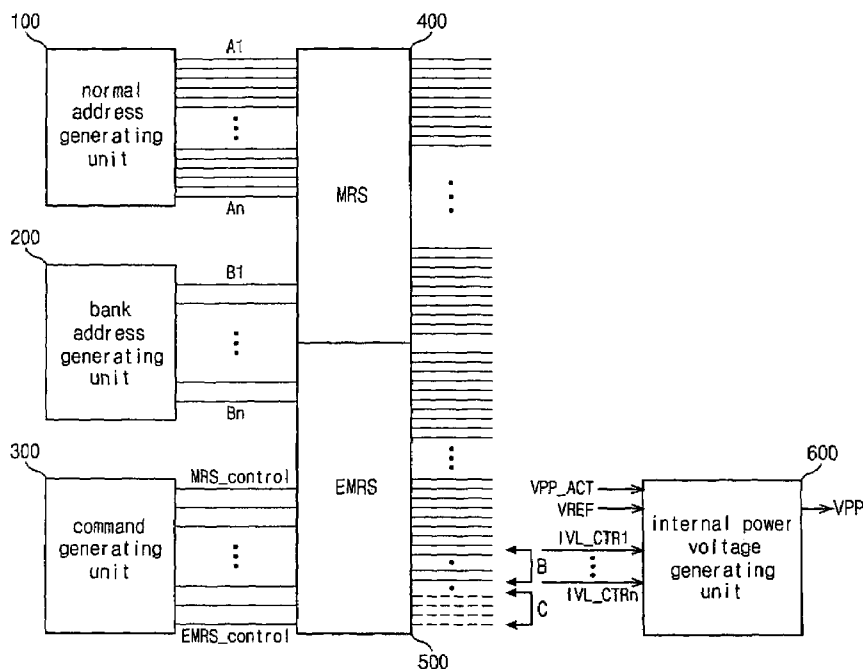 100
400
A1
normal
address
generating
unit
MRS
An
200
B1
bank
address
generating
unit
Bn
300
MRS_control
600
EMRS
VPP_ACT
VREF
VPP
command
generating
unit
internal power
voltage
generating
unit
IVL_CTR1
B
IVL_CTRn
C
EMRS_control
500